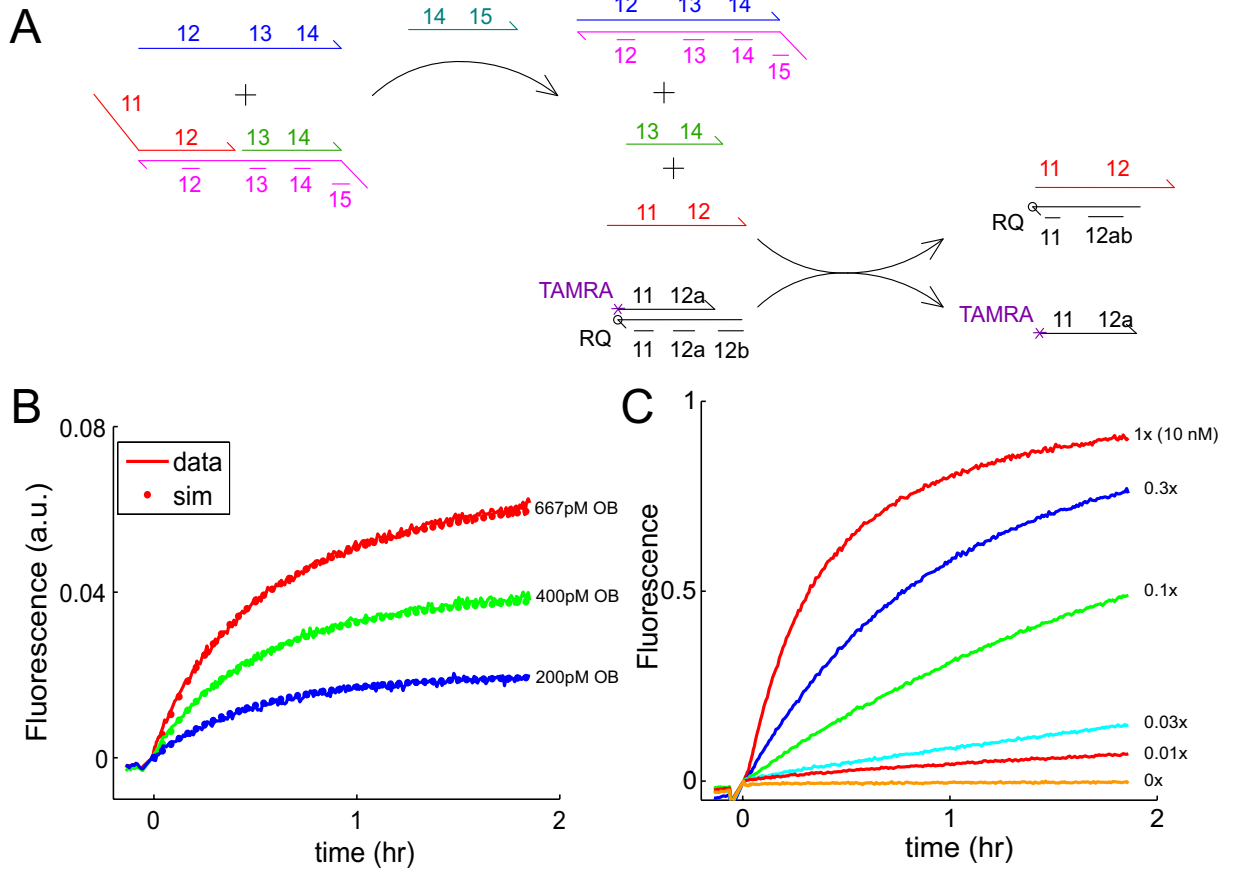 A
12 13 14
+
11
12 13 14
12 13 14
15
14 15
12 13 14
12 13 14
15
+
13 14
+
11 12
TAMRA 11 12a
RQ
11 12a 12b
11 12
RQ
11 12ab
TAMRA 11 12a
B
Fluorescence (a.u.)
0.08
0.04
0
data
sim
667pM OB
400pM OB
200pM OB
0 1 2
time (hr)
C
Fluorescence
1
0.5
0
1x (10 nM)
0.3x
0.1x
0.03x
0.01x
0x
0 1 2
time (hr)